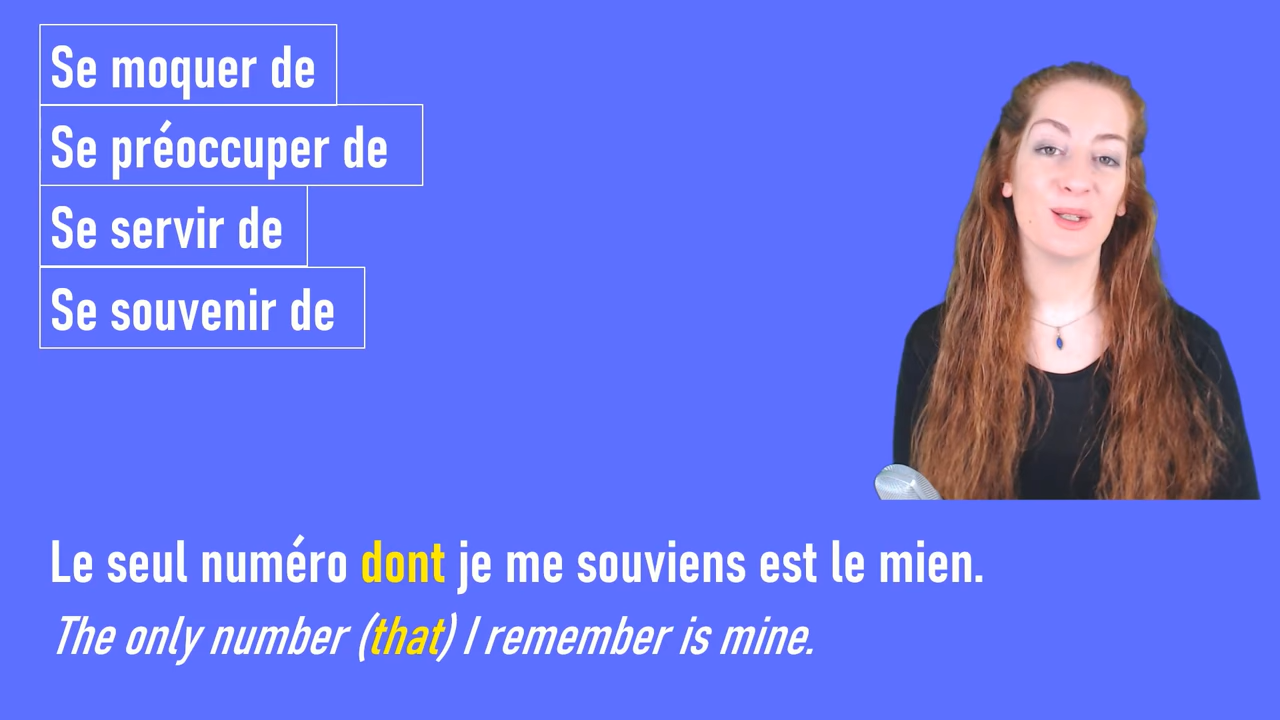 Se moquer de
Se préoccuper de
Se servir de
Se souvenir de
Le seul numéro dont je me souviens est le mien.
The only number (that) I remember is mine.